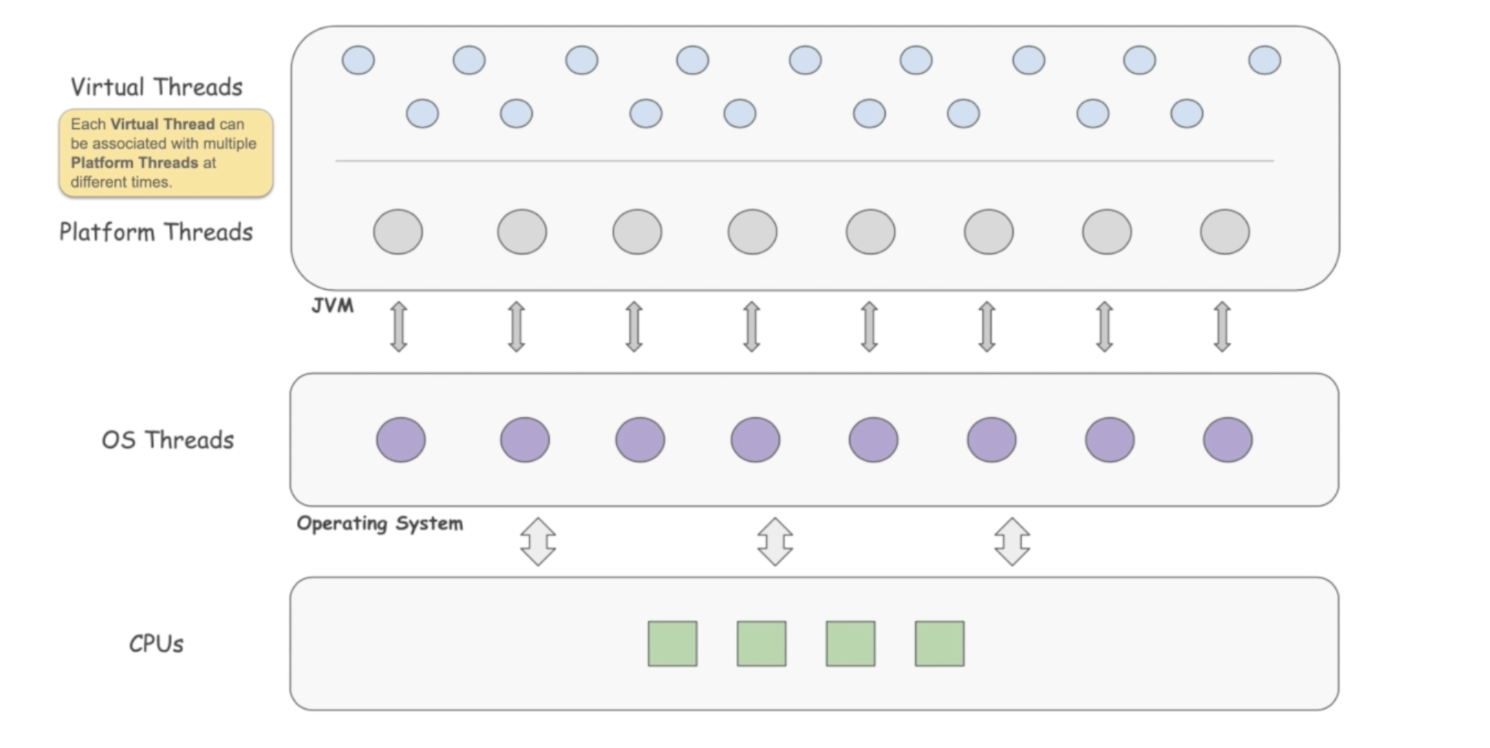 Virtual Threads
Each Virtual Thread can
be associated with multiple
Platform Threads at
different times.
Platform Threads
JVM
OS Threads
Operating System
CPUs